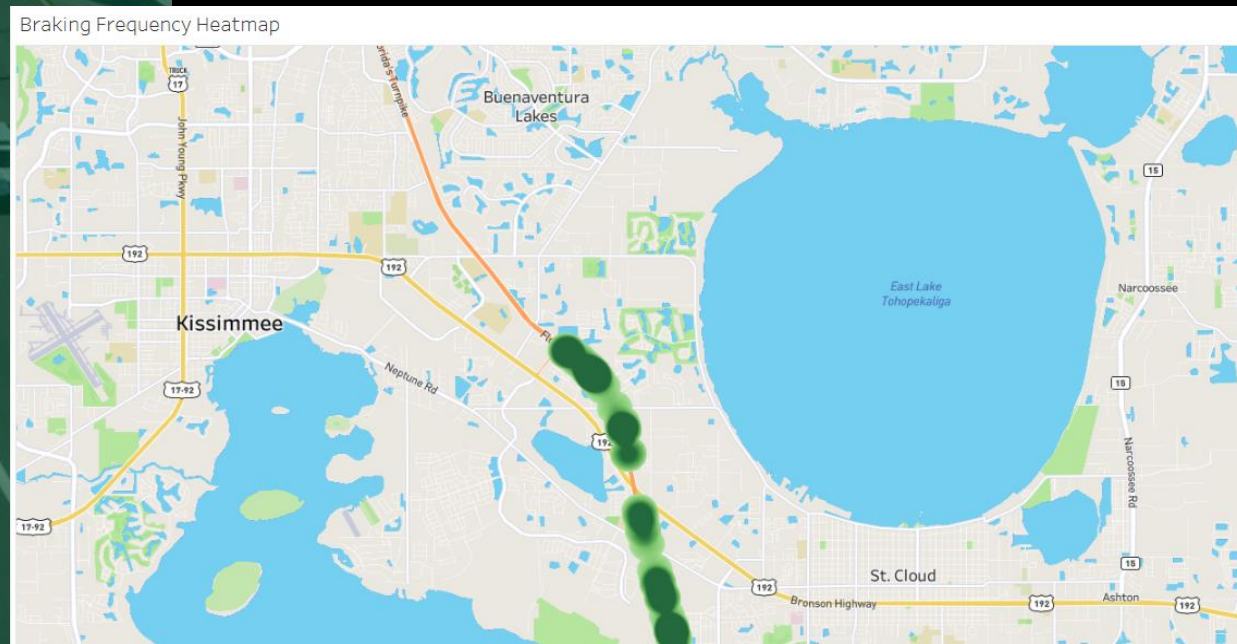 Braking Frequency Heatmap
TRUCK
17
John Young Pkwy
Buenaventura
Lakes
15
192
192
East Lake
Tohopekaliga
Narcoossee
Kissimmee
Neptune Rd
17-92
15
192
Narcoossee Rd
17-92
15
St. Cloud
192
Bronson Highway
192
Ashton
192